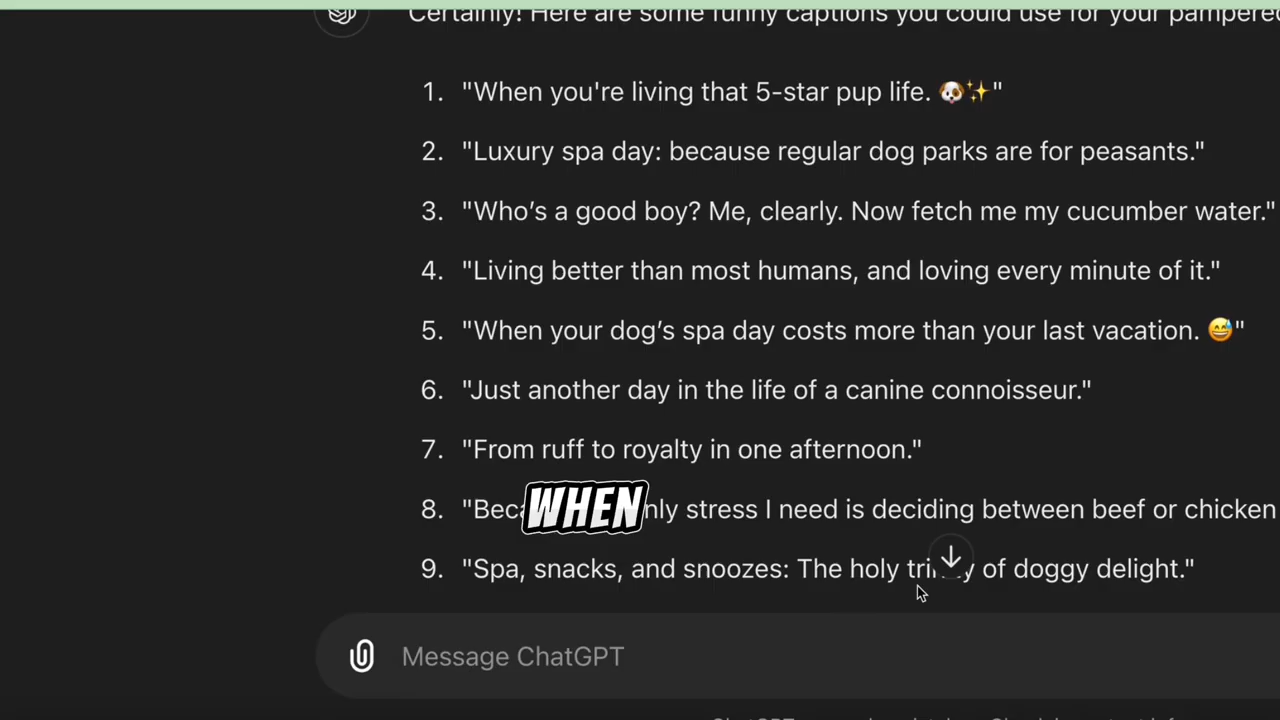 Certainly! Here are some funny captions you could use for your pampered
1. "When you're living that 5-star pup life. 🐶✨"
2. "Luxury spa day: because regular dog parks are for peasants."
3. "Who’s a good boy? Me, clearly. Now fetch me my cucumber water."
4. "Living better than most humans, and loving every minute of it."
5. "When your dog’s spa day costs more than your last vacation. 😅"
6. "Just another day in the life of a canine connoisseur."
7. "From ruff to royalty in one afternoon."
8. stress I need is deciding between beef or chicken
WHEN
9. "Spa, snacks, and snoozes: The holy of doggy delight."
Message ChatGPT